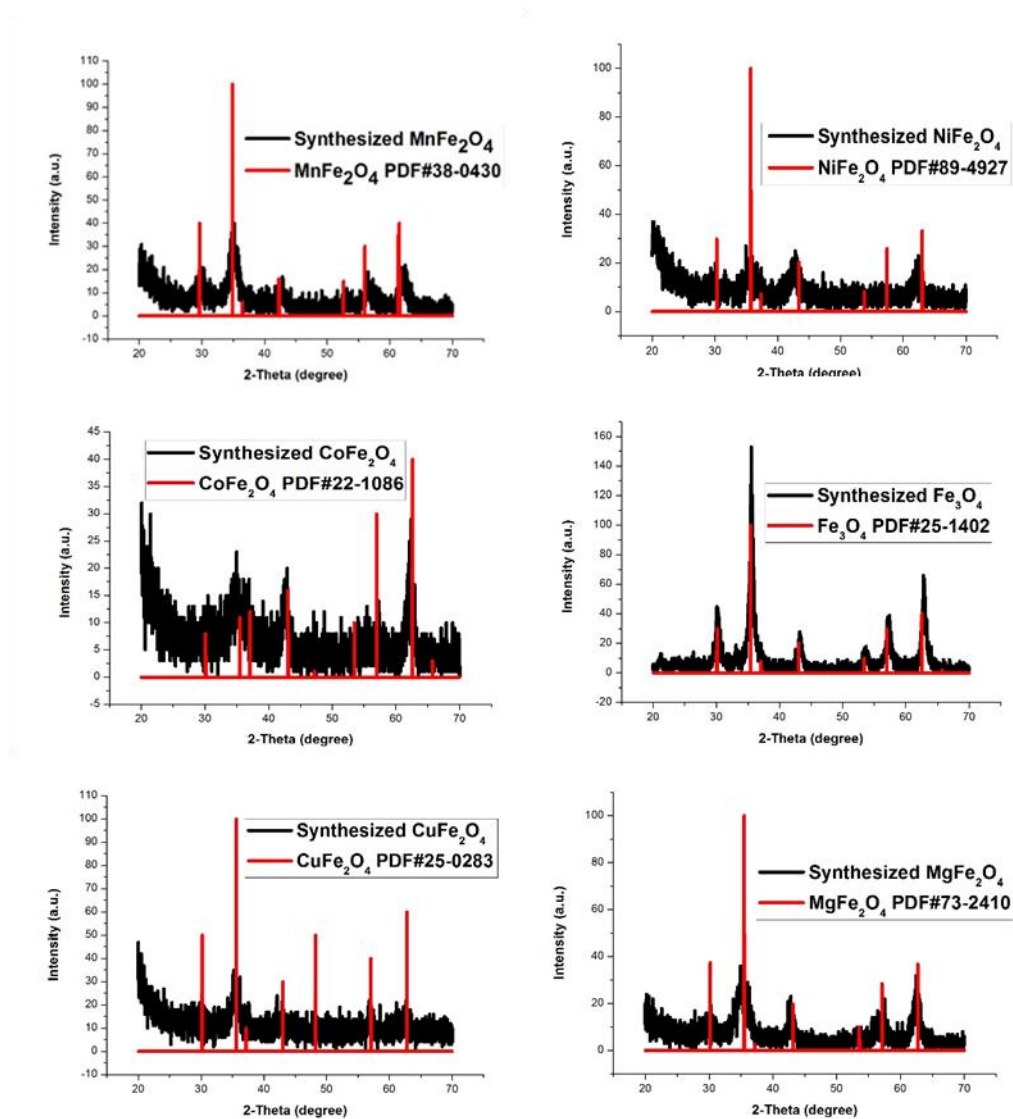 110
100
90
80
70
60
50
40
30
20
10
0
-10
Intensity (a.u.)
Synthesized MnFe₂O₄
MnFe₂O₄ PDF#38-0430
20 30 40 50 60 70
2-Theta (degree)
100
80
60
40
20
0
Intensity (a.u.)
Synthesized NiFe₂O₄
NiFe₂O₄ PDF#89-4927
20 30 40 50 60 70
2-Theta (degree)
45
40
35
30
25
20
15
10
5
0
-5
Intensity (a.u.)
Synthesized CoFe₂O₄
CoFe₂O₄ PDF#22-1086
20 30 40 50 60 70
2-Theta (degree)
160
140
120
100
80
60
40
20
0
-20
Intensity (a.u.)
Synthesized Fe₃O₄
Fe₃O₄ PDF#25-1402
20 30 40 50 60 70
2-Theta (degree)
110
100
90
80
70
60
50
40
30
20
10
0
-10
Intensity (a.u.)
Synthesized CuFe₂O₄
CuFe₂O₄ PDF#25-0283
20 30 40 50 60 70
2-Theta (degree)
100
80
60
40
20
0
Intensity (a.u.)
Synthesized MgFe₂O₄
MgFe₂O₄ PDF#73-2410
20 30 40 50 60 70
2-Theta (degree)